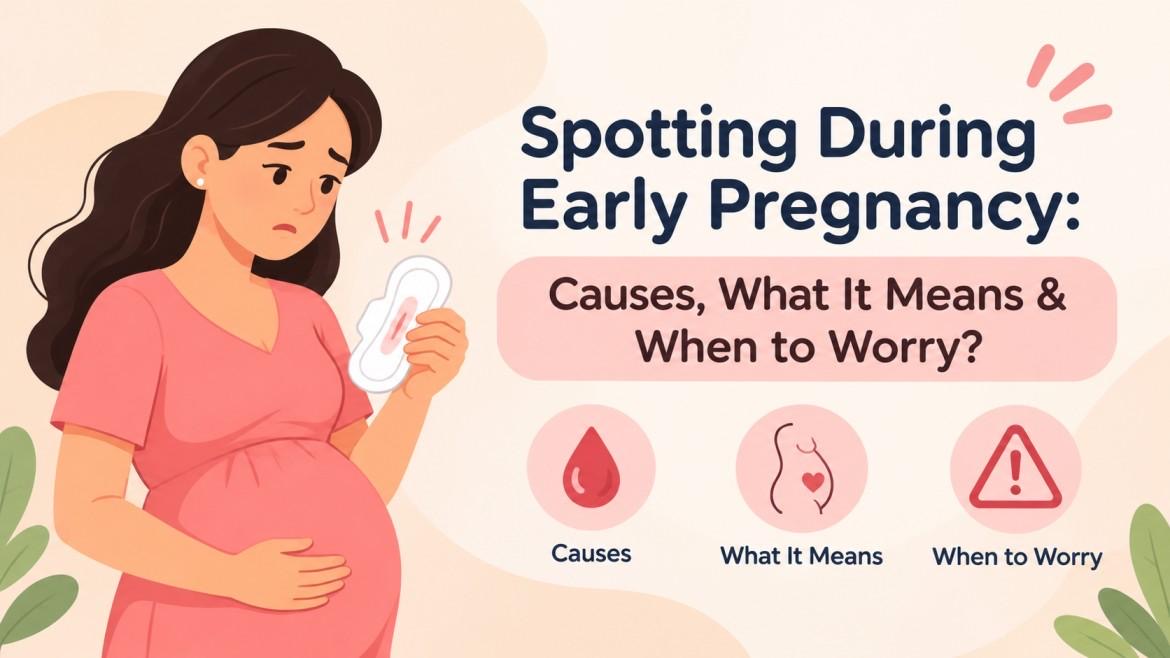 Spotting During
Early Pregnancy:
Causes, What It Means &
When to Worry?
Causes
What It Means
When to Worry